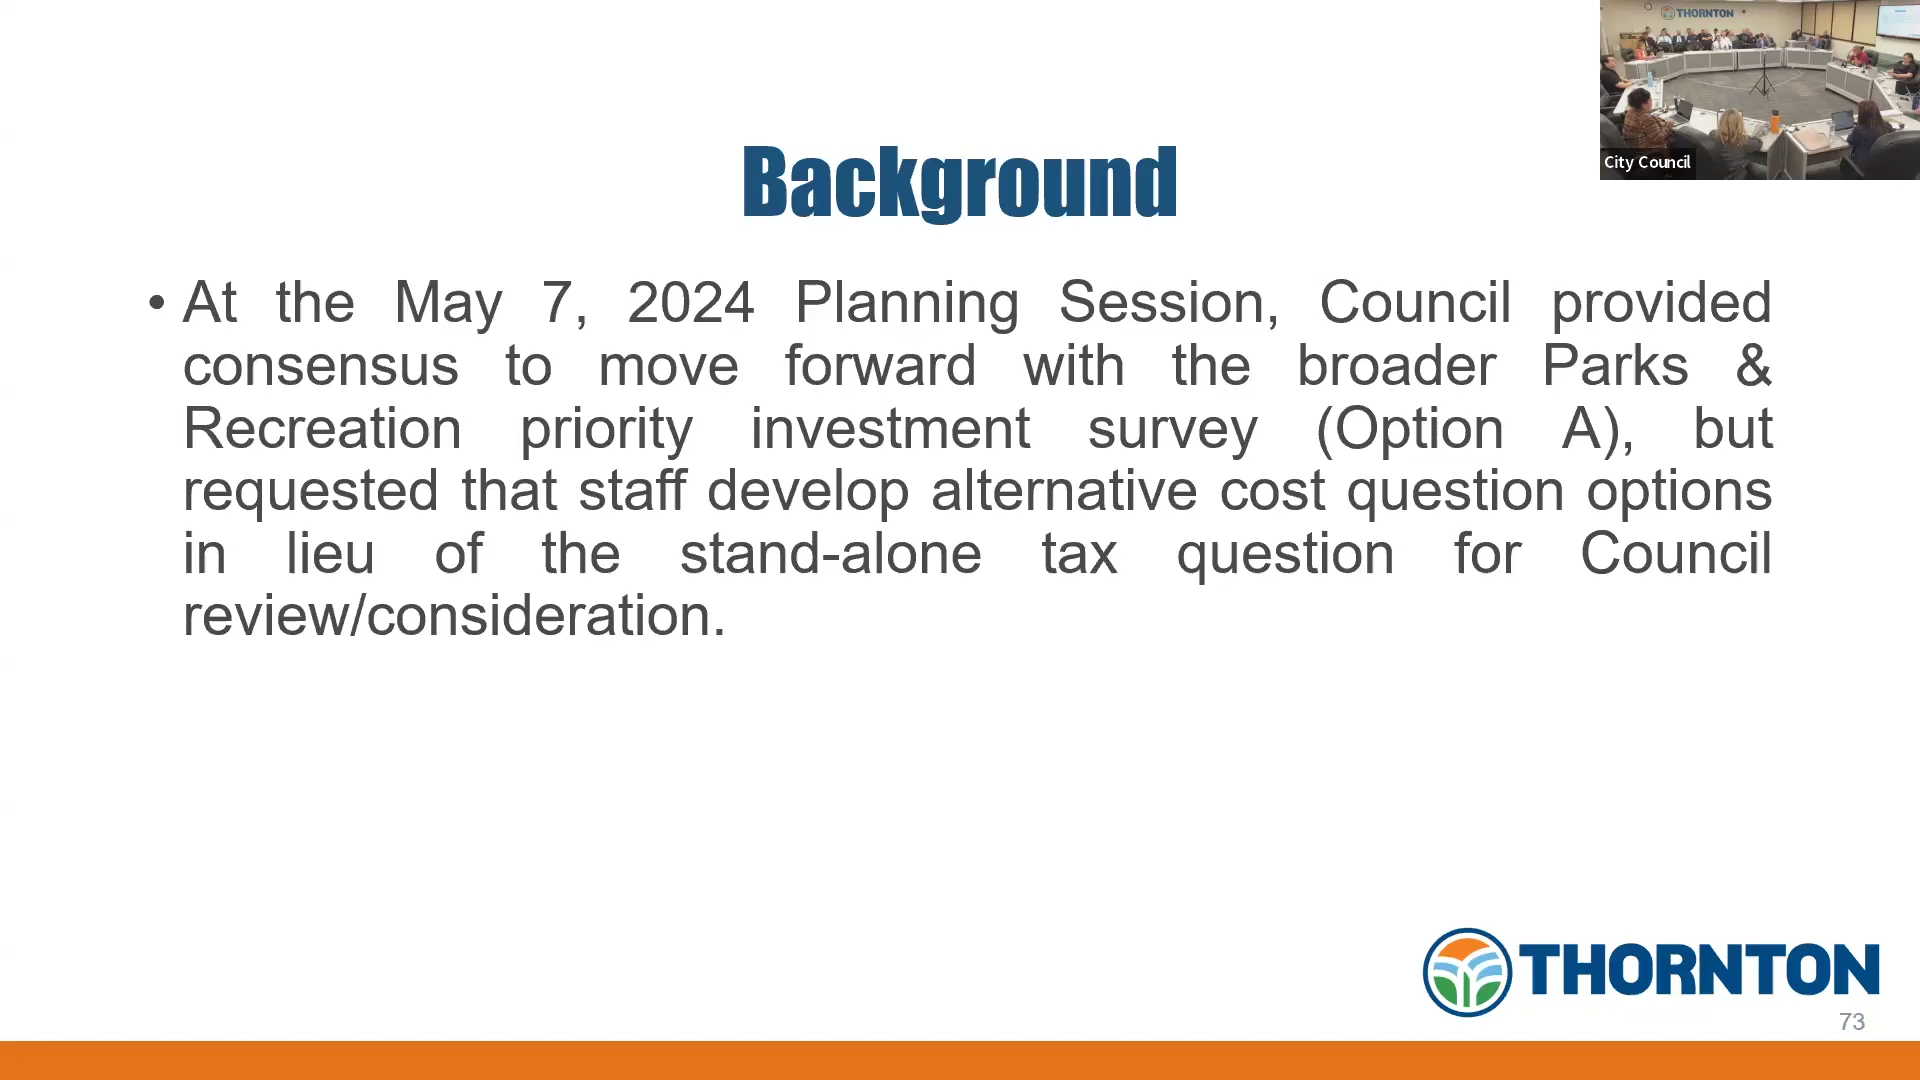 THORNTON
City Council
Background
• At the May 7, 2024 Planning Session, Council provided
consensus to move forward with the broader Parks &
Recreation priority investment survey (Option A), but
requested that staff develop alternative cost question options
in lieu of the stand-alone tax question for Council
review/consideration.
THORNTON
73